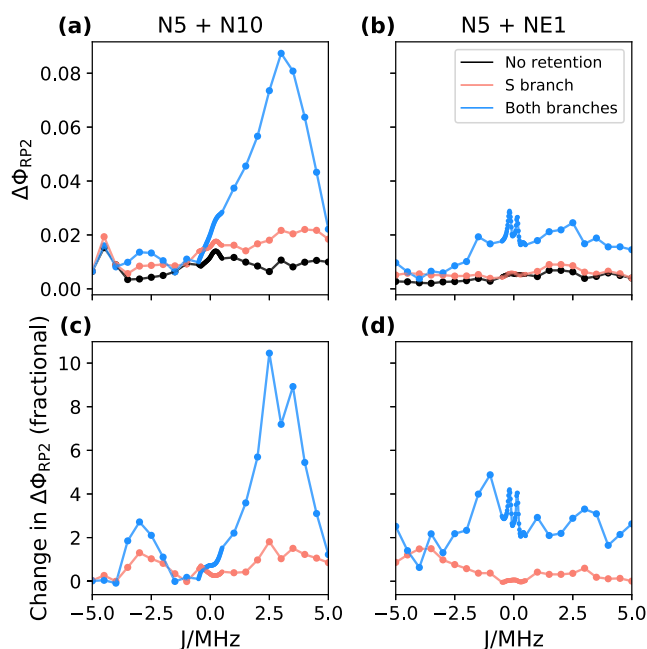 (a) N5 + N10
(b) N5 + NE1
ΔΦRP2
0.08
0.06
0.04
0.02
0.00
No retention
S branch
Both branches
(c)
(d)
Change in ΔΦRP2 (fractional)
10
8
6
4
2
0
−5.0 −2.5 0.0 2.5 5.0
J/MHz
−5.0 −2.5 0.0 2.5 5.0
J/MHz